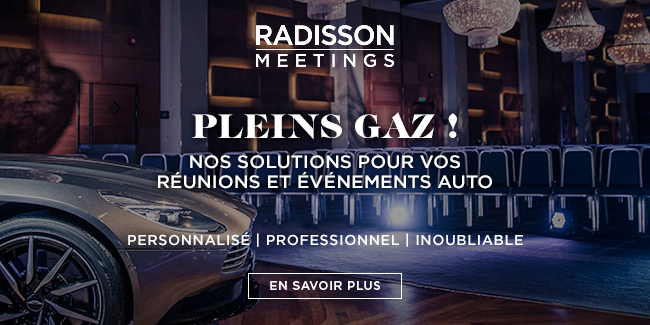 RADISSON
MEETINGS
PLEINS GAZ !
NOS SOLUTIONS POUR VOS
RÉUNIONS ET ÉVÉNEMENTS AUTO
PERSONNALISÉ | PROFESSIONNEL | INOUBLIABLE
EN SAVOIR PLUS